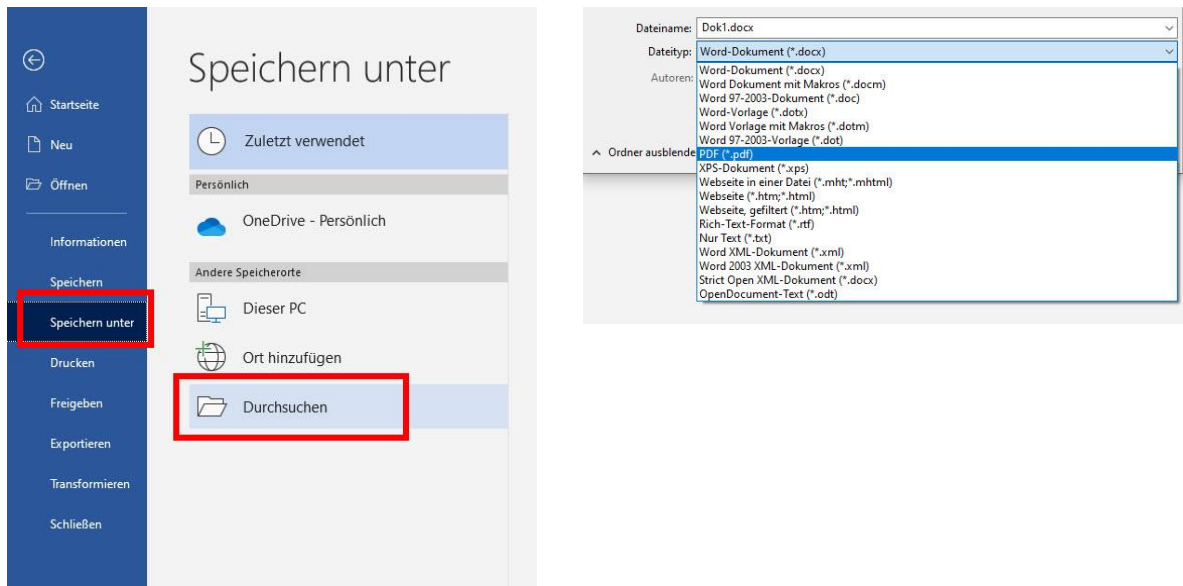 Startseite
Neu
Öffnen
Informationen
Speichern
Speichern unter
Drucken
Freigeben
Exportieren
Transformieren
Schließen
Speichern unter
Zuletzt verwendet
Persönlich
OneDrive - Persönlich
Andere Speicherorte
Dieser PC
Ort hinzufügen
Durchsuchen
Dateiname: Dok1.docx
Dateityp: Word-Dokument (*.docx)
Autoren:
Word-Dokument (*.docx)
Word Dokument mit Makros (*.docm)
Word 97-2003-Dokument (*.doc)
Word-Vorlage (*.dotx)
Word Vorlage mit Makros (*.dotm)
Word 97-2003-Vorlage (*.dot)
Ordner ausblende
PDF (*.pdf)
XPS-Dokument (*.xps)
Webseite in einer Datei (*.mht;*.mhtml)
Webseite (*.htm;*.html)
Webseite, gefiltert (*.htm;*.html)
Rich-Text-Format (*.rtf)
Nur Text (*.txt)
Word XML-Dokument (*.xml)
Word 2003 XML-Dokument (*.xml)
Strict Open XML-Dokument (*.docx)
OpenDocument-Text (*.odt)